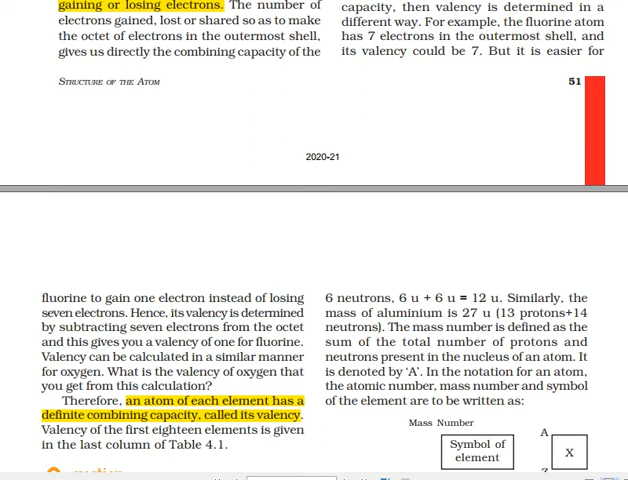 gaining or losing electrons. The number of
electrons gained, lost or shared so as to make
the octet of electrons in the outermost shell,
gives us directly the combining capacity of the
capacity, then valency is determined in a
different way. For example, the fluorine atom
has 7 electrons in the outermost shell, and
its valency could be 7. But it is easier for
STRUCTURE OF THE ATOM
51
2020-21
fluorine to gain one electron instead of losing
seven electrons. Hence, its valency is determined
by subtracting seven electrons from the octet
and this gives you a valency of one for fluorine.
Valency can be calculated in a similar manner
for oxygen. What is the valency of oxygen that
you get from this calculation?
Therefore, an atom of each element has a
definite combining capacity, called its valency.
Valency of the first eighteen elements is given
in the last column of Table 4.1.
6 neutrons, 6 u + 6 u = 12 u. Similarly, the
mass of aluminium is 27 u (13 protons+14
neutrons). The mass number is defined as the
sum of the total number of protons and
neutrons present in the nucleus of an atom. It
is denoted by ‘A’. In the notation for an atom,
the atomic number, mass number and symbol
of the element are to be written as:
Mass Number
Symbol of
element
A
X